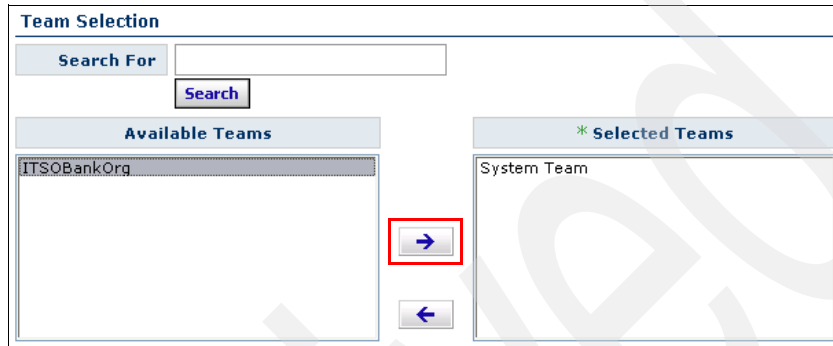 Team Selection
Search For
Search
Available Teams
* Selected Teams
ITSOBankOrg
System Team
→
←